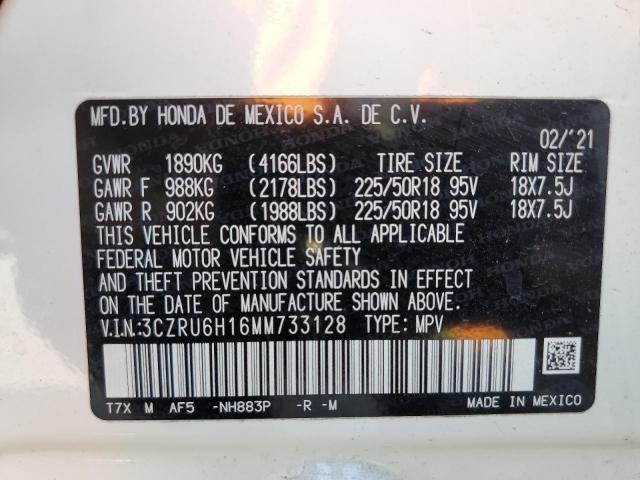 MFD.BY HONDA DE MEXICO S.A. DE C.V.
02/'21
GVWR 1890KG (4166LBS) TIRE SIZE RIM SIZE
GAWR F 988KG (2178LBS) 225/50R18 95V 18X7.5J
GAWR R 902KG (1988LBS) 225/50R18 95V 18X7.5J
THIS VEHICLE CONFORMS TO ALL APPLICABLE
FEDERAL MOTOR VEHICLE SAFETY
AND THEFT PREVENTION STANDARDS IN EFFECT
ON THE DATE OF MANUFACTURE SHOWN ABOVE.
V.I.N.:3CZRU6H16MM733128 TYPE: MPV
T7X M AF5 -NH883P -R -M MADE IN MEXICO